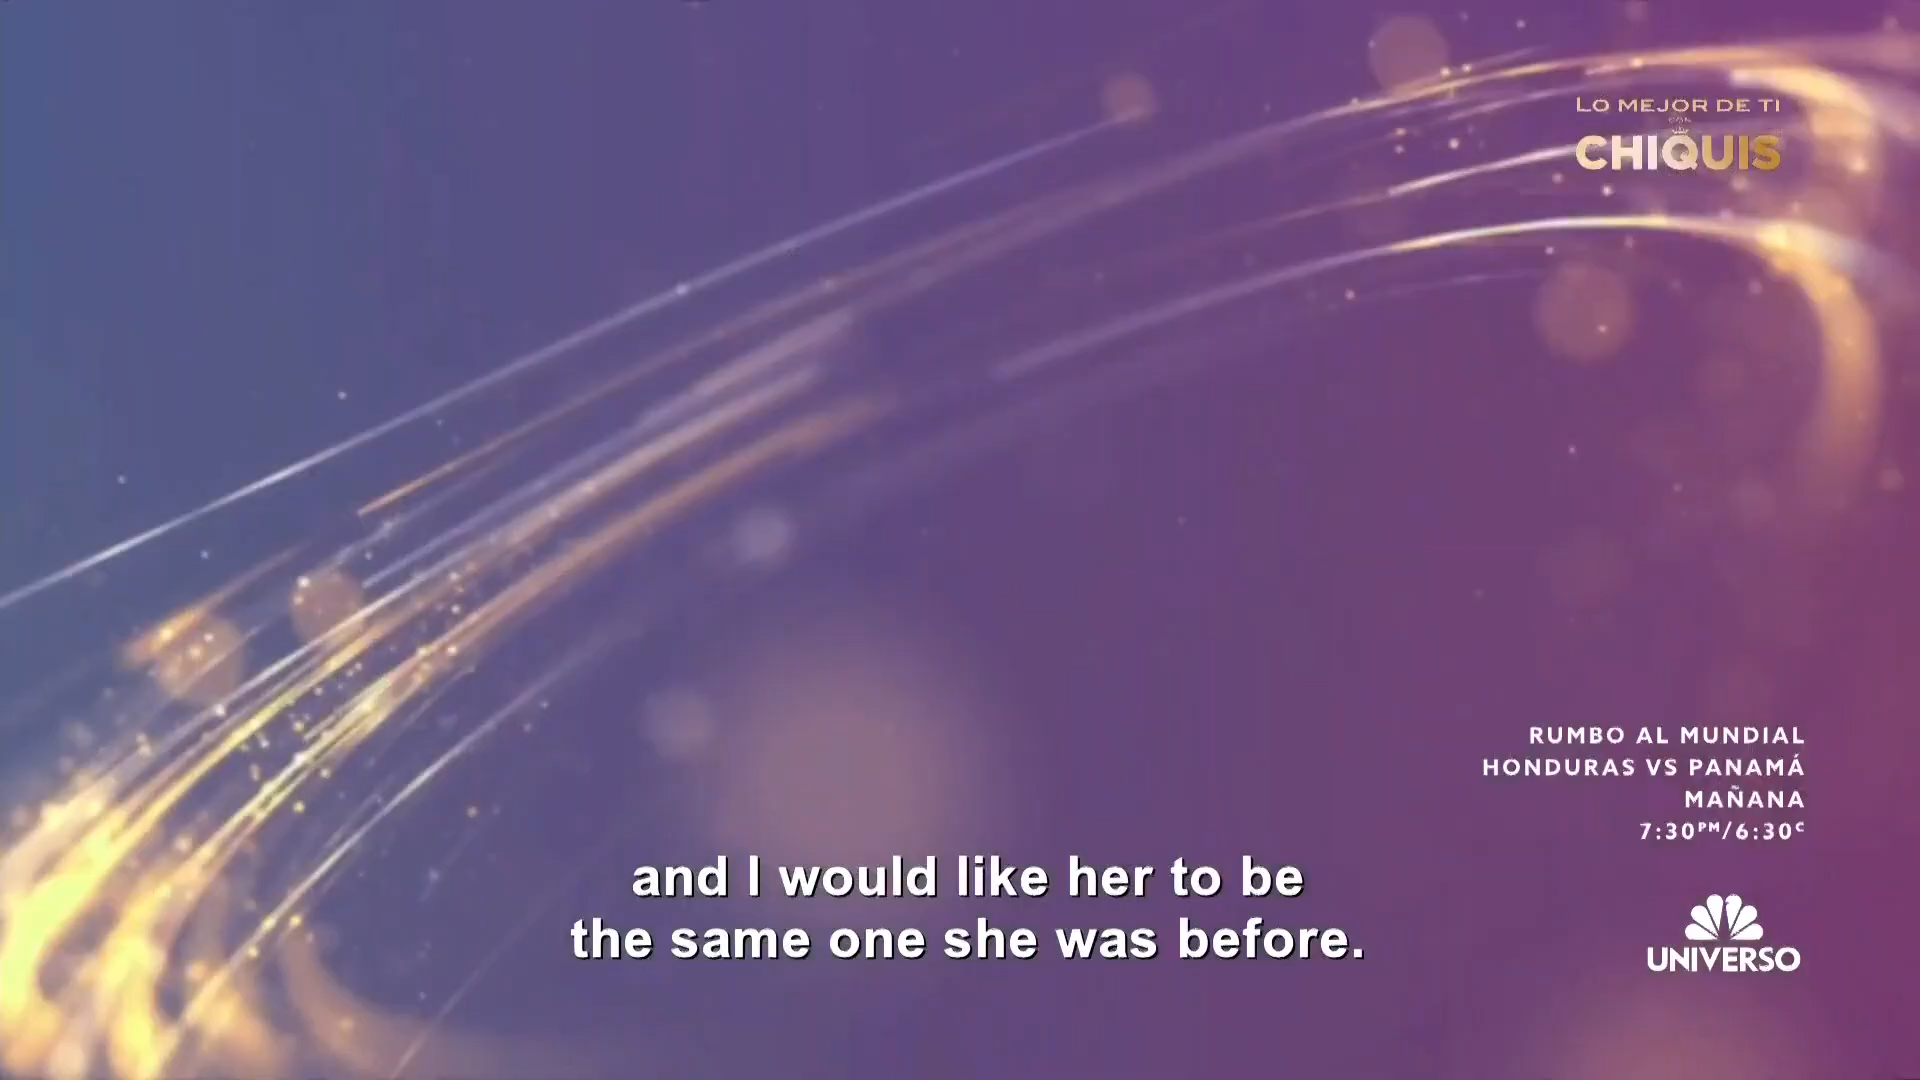 LO MEJOR DE TI
CON
CHIQUIS
RUMBO AL MUNDIAL
HONDURAS VS PANAMÁ
MAÑANA
7:30PM/6:30C
and I would like her to be
the same one she was before.
UNIVERSO